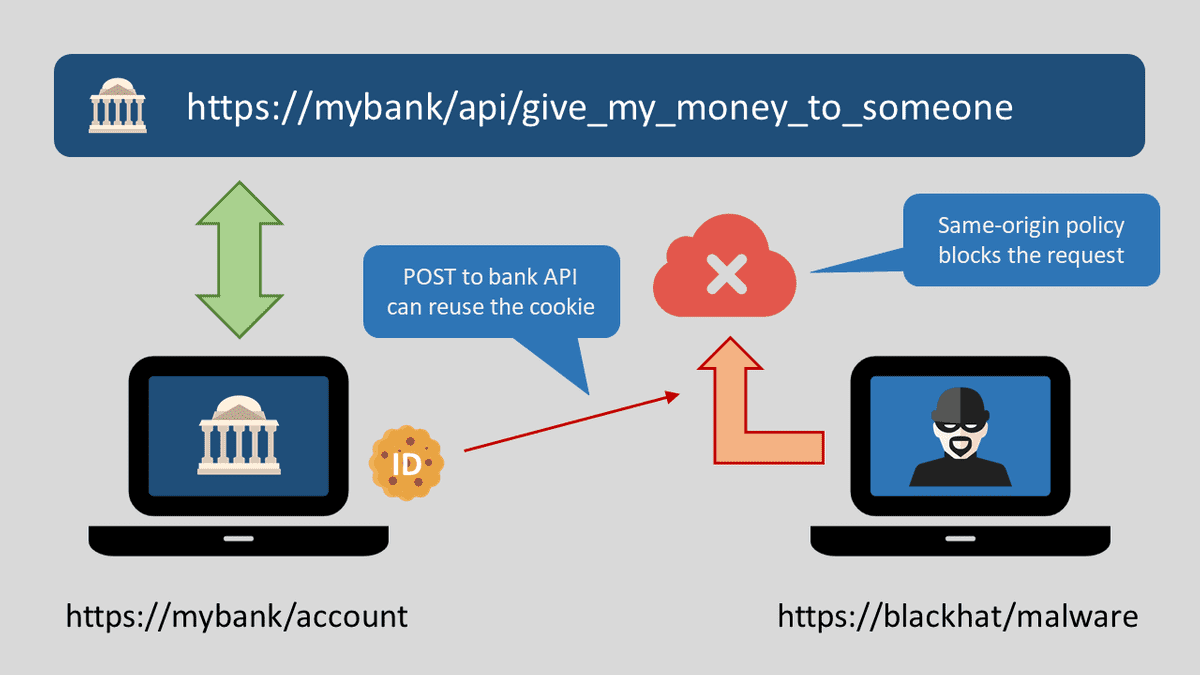 https://mybank/api/give_my_money_to_someone
Same-origin policy
blocks the request
POST to bank API
can reuse the cookie
ID
https://mybank/account
https://blackhat/malware